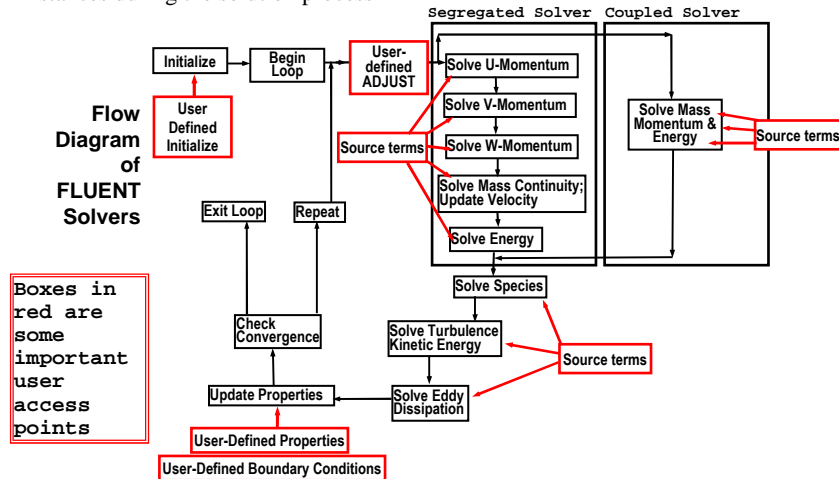 Segregated Solver
Coupled Solver
Initialize
Begin
Loop
User-
defined
ADJUST
Solve U-Momentum
User
Defined
Initialize
Flow
Diagram
of
FLUENT
Solvers
Solve V-Momentum
Source terms
Solve W-Momentum
Solve Mass
Momentum &
Energy
Source terms
Solve Mass Continuity;
Update Velocity
Exit Loop
Repeat
Solve Energy
Solve Species
Boxes in
red are
some
important
user
access
points
Check
Convergence
Solve Turbulence
Kinetic Energy
Source terms
Update Properties
Solve Eddy
Dissipation
User-Defined Properties
User-Defined Boundary Conditions